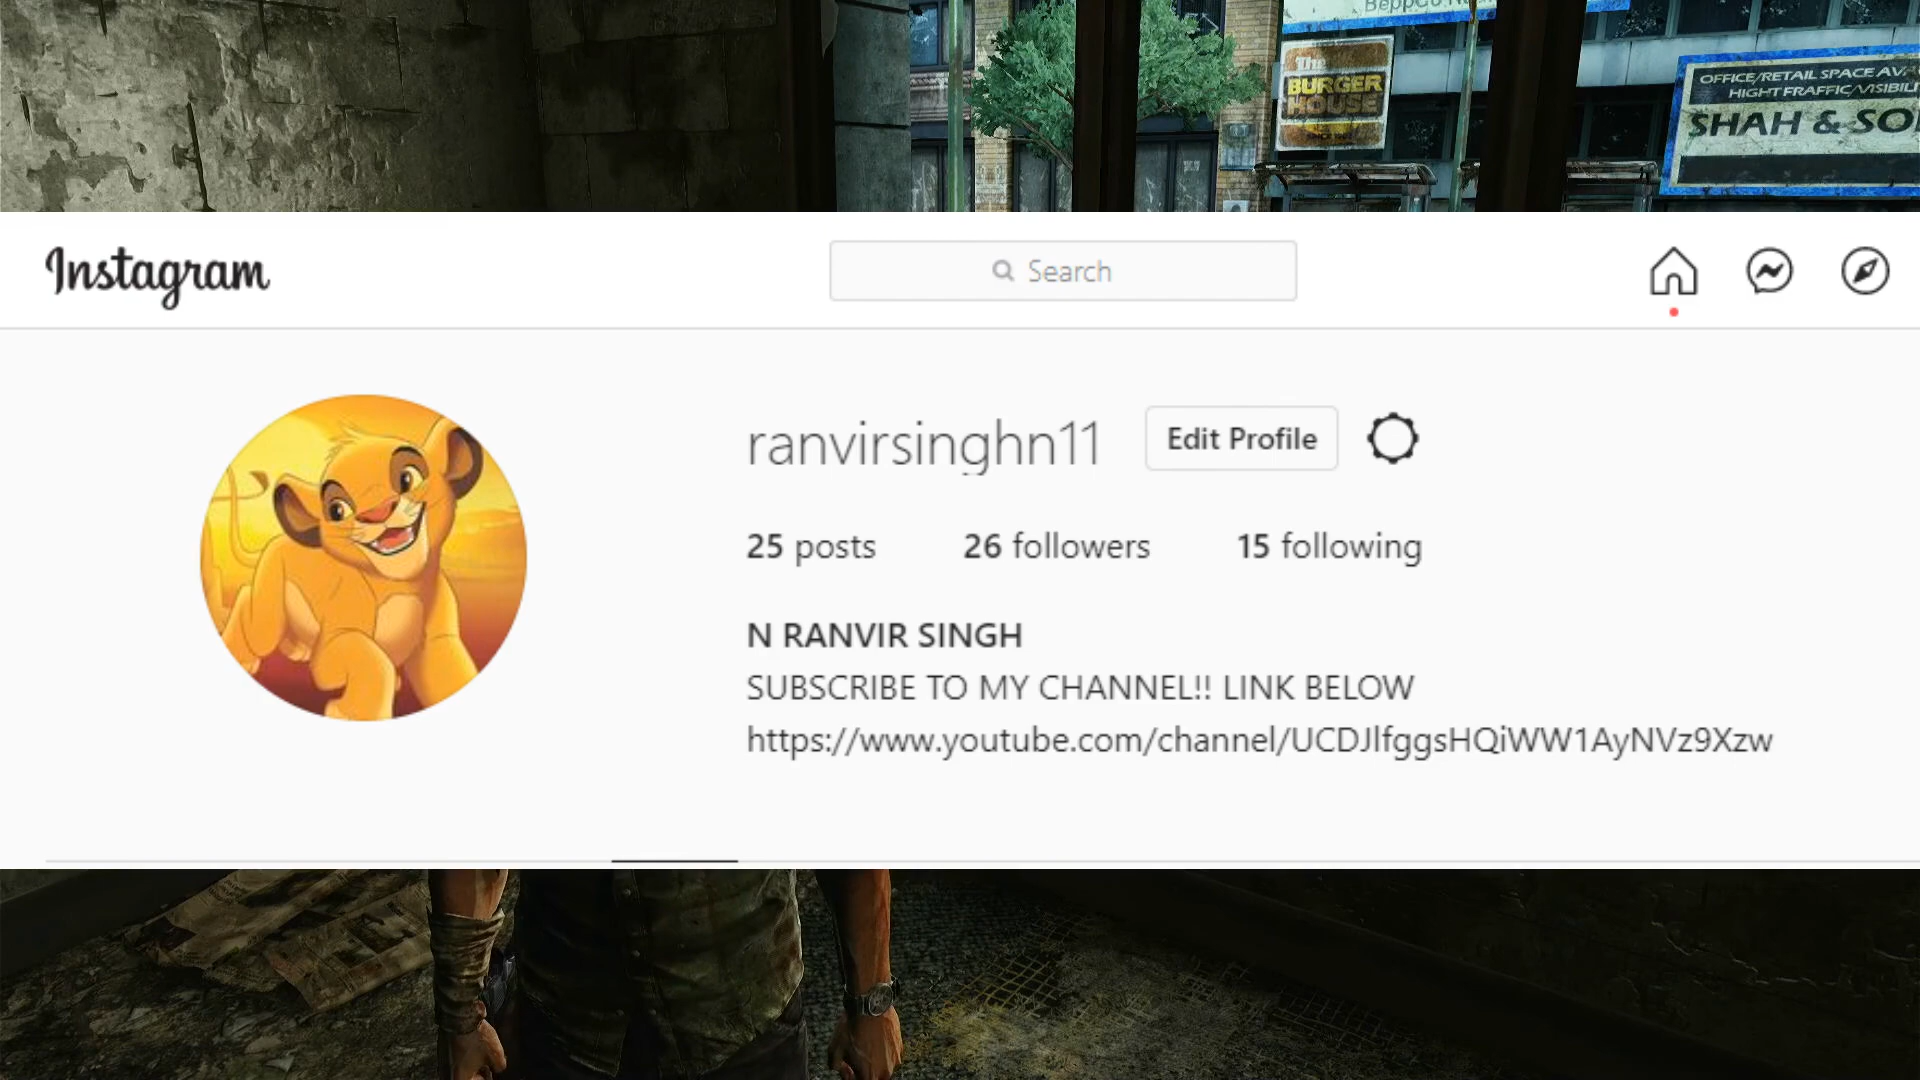 The
BURGER
HOUSE
OFFICE/RETAIL SPACE
HIGHT FRAFFIC/VISIBILI
SHAH & SO
Instagram
Search
ranvirsinghn11 Edit Profile
25 posts 26 followers 15 following
N RANVIR SINGH
SUBSCRIBE TO MY CHANNEL!! LINK BELOW
https://www.youtube.com/channel/UCDJlfggsHQiWW1AyNVz9Xzw